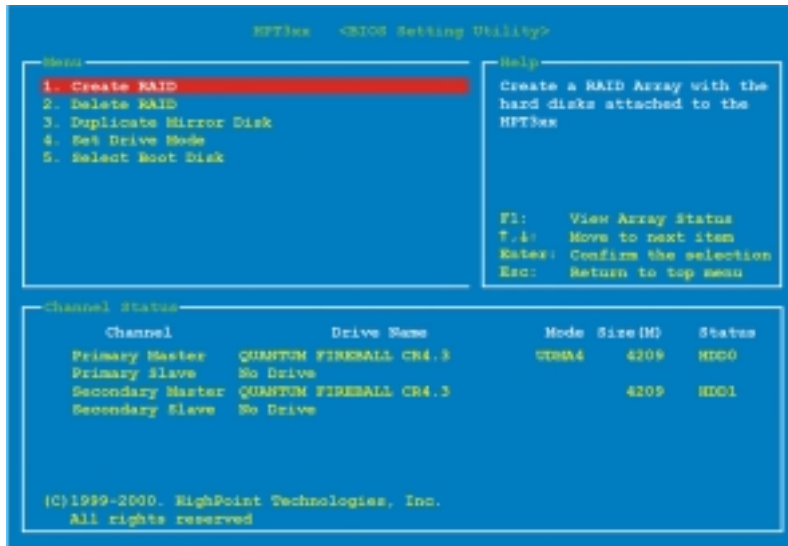 HPT3xx <BIOS Setting Utility>
Menu
1. Create RAID
2. Delete RAID
3. Duplicate Mirror Disk
4. Set Drive Mode
5. Select Boot Disk
Help
Create a RAID Array with the
hard disks attached to the
HPT3xx
F1: View Array Status
↑,↓: Move to next item
Enter: Confirm the selection
Esc: Return to top menu
Channel Status
Channel Drive Name Mode Size(M) Status
Primary Master QUANTUM FIREBALL CR4.3 UDMA4 4209 HDD0
Primary Slave No Drive
Secondary Master QUANTUM FIREBALL CR4.3 4209 HDD1
Secondary Slave No Drive
(C)1999-2000. HighPoint Technologies, Inc.
All rights reserved